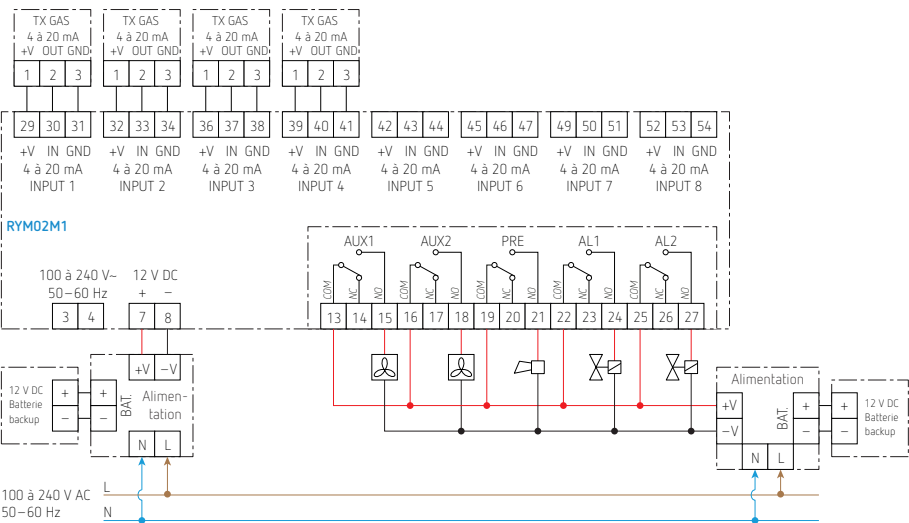 TX GAS TX GAS TX GAS TX GAS
4 à 20 mA 4 à 20 mA 4 à 20 mA 4 à 20 mA
+V OUT GND +V OUT GND +V OUT GND +V OUT GND
1 2 3 1 2 3 1 2 3 1 2 3
29 30 31 32 33 34 36 37 38 39 40 41 42 43 44 45 46 47 49 50 51 52 53 54
+V IN GND +V IN GND +V IN GND +V IN GND +V IN GND +V IN GND +V IN GND +V IN GND
4 à 20 mA 4 à 20 mA 4 à 20 mA 4 à 20 mA 4 à 20 mA 4 à 20 mA 4 à 20 mA 4 à 20 mA
INPUT 1 INPUT 2 INPUT 3 INPUT 4 INPUT 5 INPUT 6 INPUT 7 INPUT 8
RYM02M1
AUX1 AUX2 PRE AL1 AL2
100 à 240 V~ 12 V DC
50–60 Hz + –
COM NC NO COM NC NO COM NC NO COM NC NO COM NC NO
3 4 7 8 13 14 15 16 17 18 19 20 21 22 23 24 25 26 27
+V –V
12 V DC
Batterie
backup
+ +
– –
BAT.
Alimen-
tation
N L
Alimentation
+V
–V
BAT.
+ +
– –
12 V DC
Batterie
backup
N L
100 à 240 V AC L
50–60 Hz N